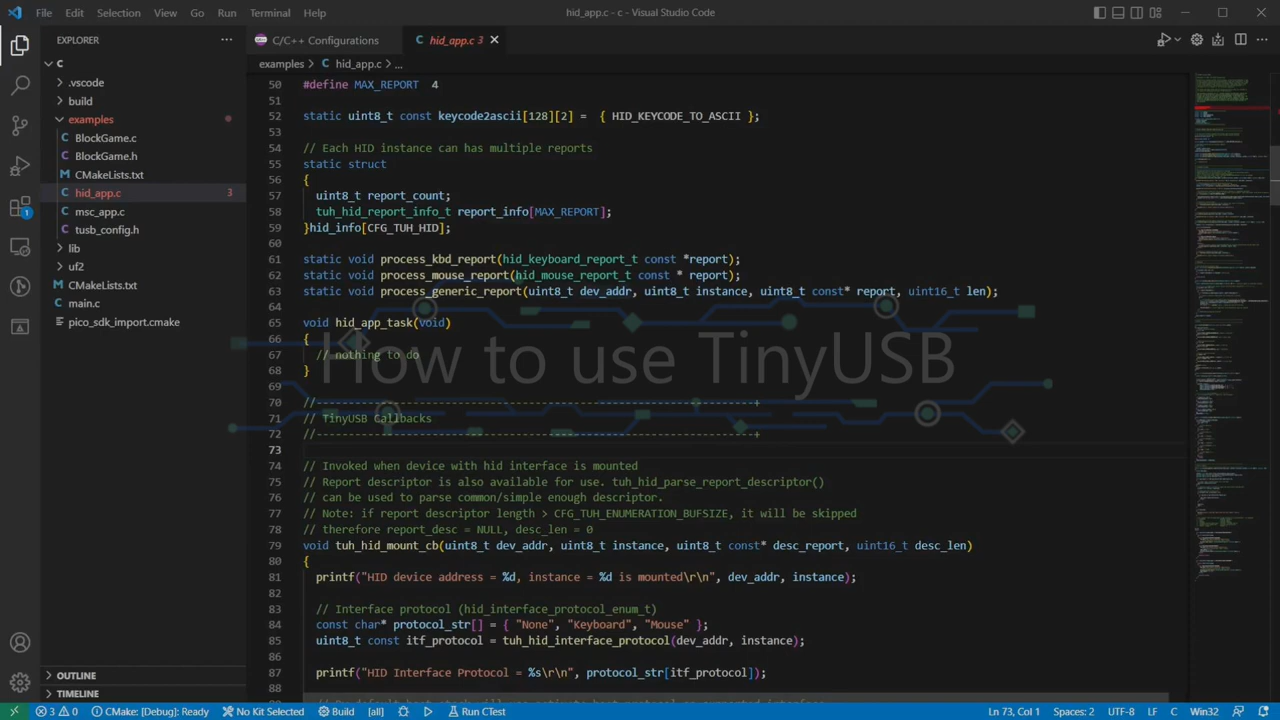 File Edit Selection View Go Run Terminal Help
hid_app.c - c - Visual Studio Code
EXPLORER
C/C++ Configurations
hid_app.c 3
C
.vscode
build
examples
BlockGame.c
BlockGame.h
CMakeLists.txt
hid_app.c 3
msc_app.c
tusb_config.h
lib
uf2
CMakeLists.txt
main.c
pico_sdk_import.cmake
OUTLINE
TIMELINE
1
examples > hid_app.c > ...
50 #define MAX_REPORT 4
51
52 static uint8_t const keycode2ascii[128][2] = { HID_KEYCODE_TO_ASCII };
53
54 // Each HID instance can has multiple reports
55 static struct
56 {
57 uint8_t report_count;
58 tuh_hid_report_info_t report_info[MAX_REPORT];
59 }hid_info[CFG_TUH_HID];
60
61 static void process_kbd_report(hid_keyboard_report_t const *report);
62 static void process_mouse_report(hid_mouse_report_t const * report);
63 static void process_generic_report(uint8_t dev_addr, uint8_t instance, uint8_t const* report, uint16_t len);
64
65 void hid_app_task(void)
66 {
67 // nothing to do
68 }
How to use TinyUSB
69
70 //--------------------------------------------------------------------+
71 // TinyUSB Callbacks
72 //--------------------------------------------------------------------+
73
74 // Invoked when device with hid interface is mounted
75 // Report descriptor is also available for use. tuh_hid_parse_report_descriptor()
76 // can be used to parse common/simple enough descriptor.
77 // Note: if report descriptor length > CFG_TUH_ENUMERATION_BUFSIZE, it will be skipped
78 // therefore report_desc = NULL, desc_len = 0
79 void tuh_hid_mount_cb(uint8_t dev_addr, uint8_t instance, uint8_t const* desc_report, uint16_t desc_len)
80 {
81 printf("HID device address = %d, instance = %d is mounted\r\n", dev_addr, instance);
82
83 // Interface protocol (hid_interface_protocol_enum_t)
84 const char* protocol_str[] = { "None", "Keyboard", "Mouse" };
85 uint8_t const itf_protocol = tuh_hid_interface_protocol(dev_addr, instance);
86
87 printf("HID Interface Protocol = %s\r\n", protocol_str[itf_protocol]);
88
3 0 CMake: [Debug]: Ready No Kit Selected Build [all] Run CTest Ln 73, Col 1 Spaces: 2 UTF-8 LF C Win32